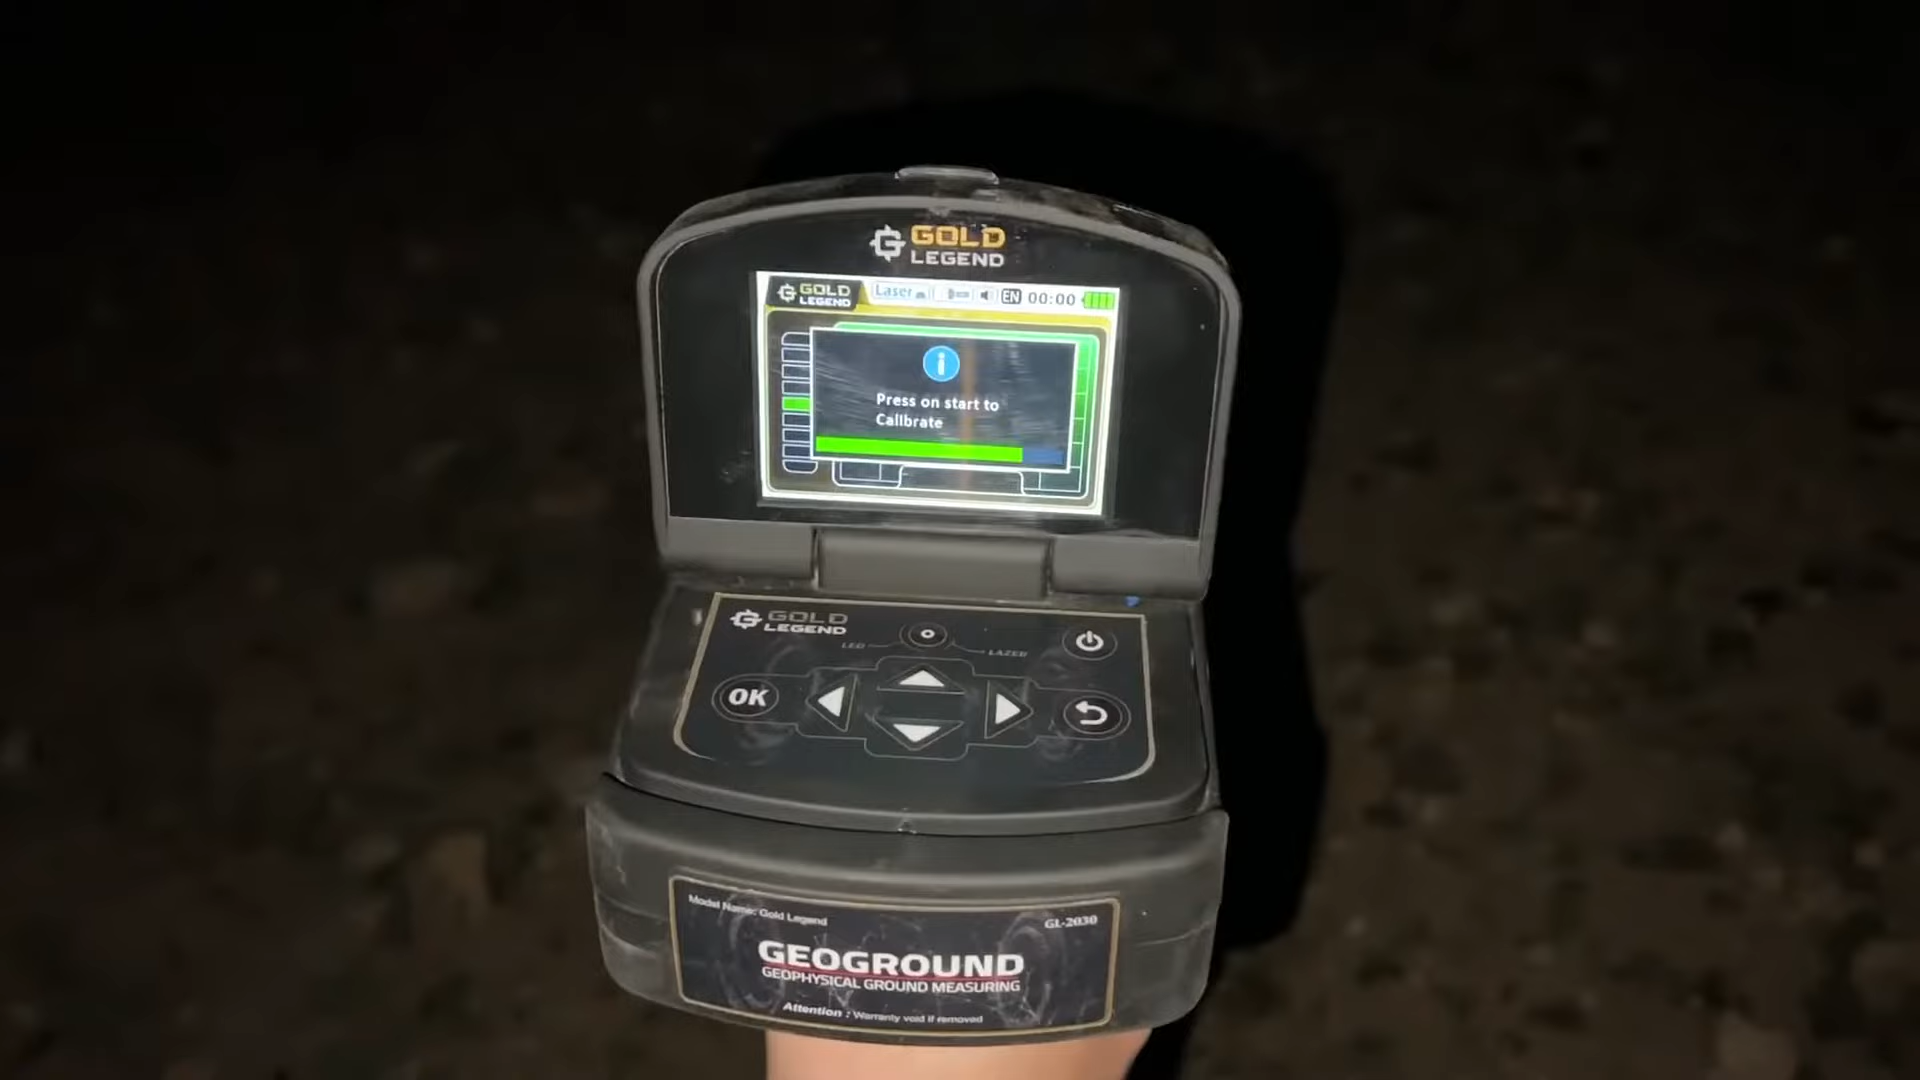 GOLD
LEGEND
GOLD
LEGEND
Laser
EN
00:00
i
Press on start to
Calibrate
GOLD
LEGEND
LED
LAZER
OK
Model Name: Gold Legend
GL-2030
GEOGROUND
GEOPHYSICAL GROUND MEASURING
Attention : Warranty void if removed